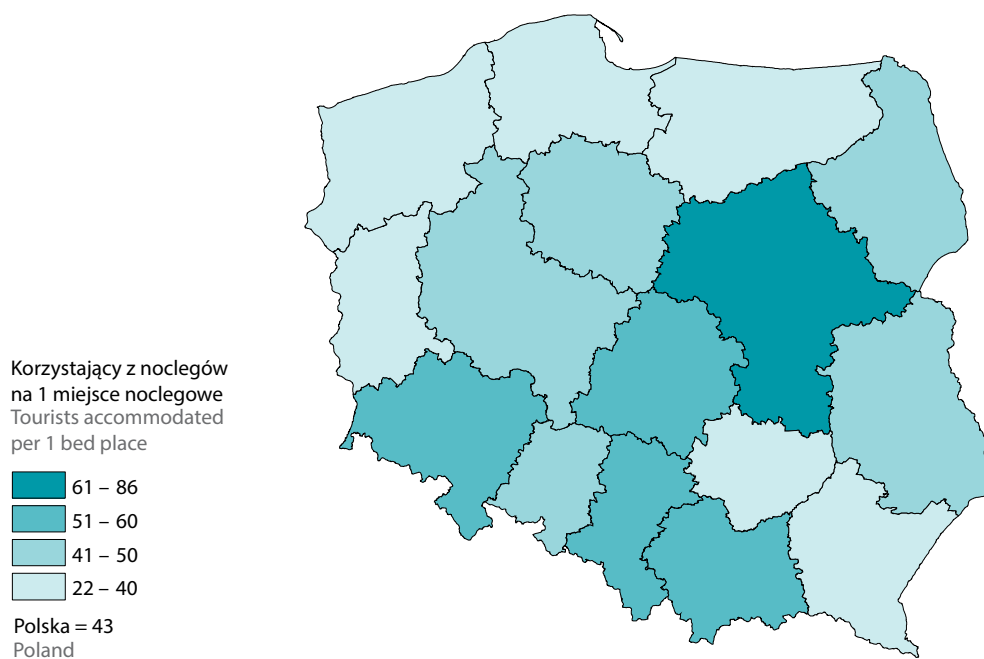 Korzystający z noclegów
na 1 miejsce noclegowe
Tourists accommodated
per 1 bed place
61 – 86
51 – 60
41 – 50
22 – 40
Polska = 43
Poland